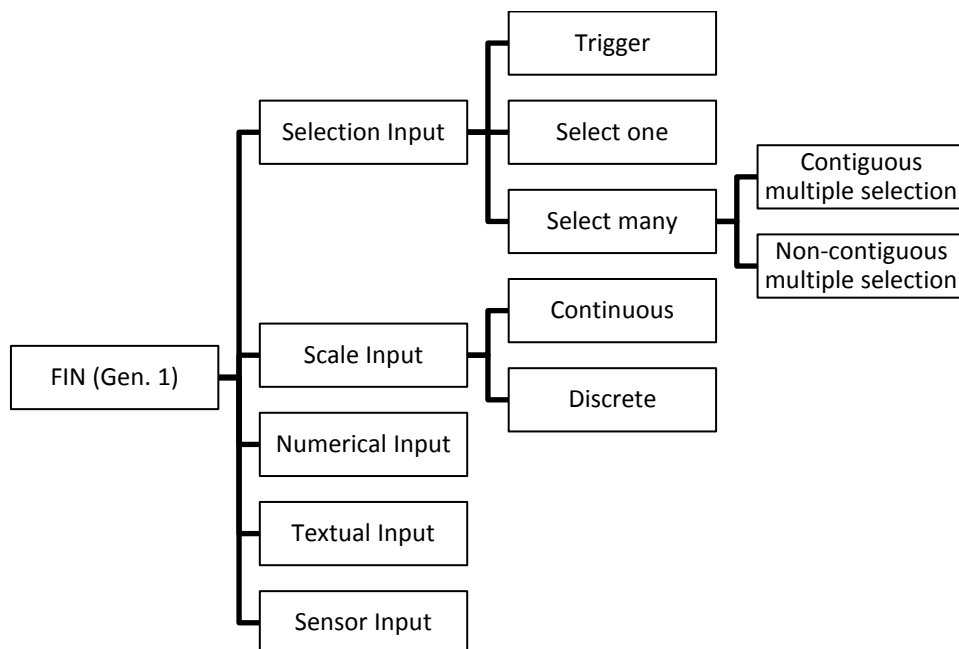 Trigger
Selection Input
Select one
Select many
Contiguous
multiple selection
Non-contiguous
multiple selection
FIN (Gen. 1)
Scale Input
Continuous
Discrete
Numerical Input
Textual Input
Sensor Input